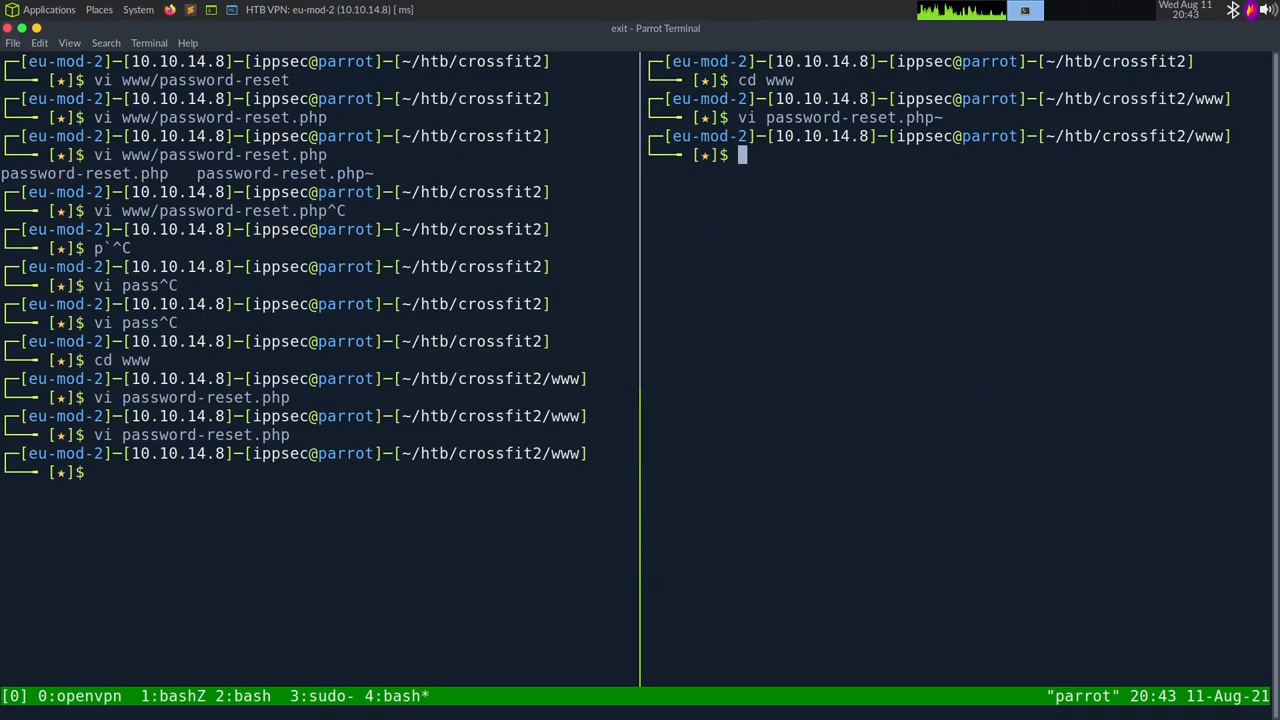 Applications Places System HTB VPN: eu-mod-2 (10.10.14.8) [ ms] Wed Aug 11
20:43
exit - Parrot Terminal
File Edit View Search Terminal Help
┌─[eu-mod-2]─[10.10.14.8]─[ippsec@parrot]─[~/htb/crossfit2]
└──╼ [★]$ vi www/password-reset
┌─[eu-mod-2]─[10.10.14.8]─[ippsec@parrot]─[~/htb/crossfit2]
└──╼ [★]$ vi www/password-reset.php
┌─[eu-mod-2]─[10.10.14.8]─[ippsec@parrot]─[~/htb/crossfit2]
└──╼ [★]$ vi www/password-reset.php
password-reset.php password-reset.php~
┌─[eu-mod-2]─[10.10.14.8]─[ippsec@parrot]─[~/htb/crossfit2]
└──╼ [★]$ vi www/password-reset.php^C
┌─[eu-mod-2]─[10.10.14.8]─[ippsec@parrot]─[~/htb/crossfit2]
└──╼ [★]$ p`^C
┌─[eu-mod-2]─[10.10.14.8]─[ippsec@parrot]─[~/htb/crossfit2]
└──╼ [★]$ vi pass^C
┌─[eu-mod-2]─[10.10.14.8]─[ippsec@parrot]─[~/htb/crossfit2]
└──╼ [★]$ vi pass^C
┌─[eu-mod-2]─[10.10.14.8]─[ippsec@parrot]─[~/htb/crossfit2]
└──╼ [★]$ cd www
┌─[eu-mod-2]─[10.10.14.8]─[ippsec@parrot]─[~/htb/crossfit2/www]
└──╼ [★]$ vi password-reset.php
┌─[eu-mod-2]─[10.10.14.8]─[ippsec@parrot]─[~/htb/crossfit2/www]
└──╼ [★]$ vi password-reset.php
┌─[eu-mod-2]─[10.10.14.8]─[ippsec@parrot]─[~/htb/crossfit2/www]
└──╼ [★]$
┌─[eu-mod-2]─[10.10.14.8]─[ippsec@parrot]─[~/htb/crossfit2]
└──╼ [★]$ cd www
┌─[eu-mod-2]─[10.10.14.8]─[ippsec@parrot]─[~/htb/crossfit2/www]
└──╼ [★]$ vi password-reset.php~
┌─[eu-mod-2]─[10.10.14.8]─[ippsec@parrot]─[~/htb/crossfit2/www]
└──╼ [★]$
[0] 0:openvpn 1:bashZ 2:bash 3:sudo- 4:bash* "parrot" 20:43 11-Aug-21